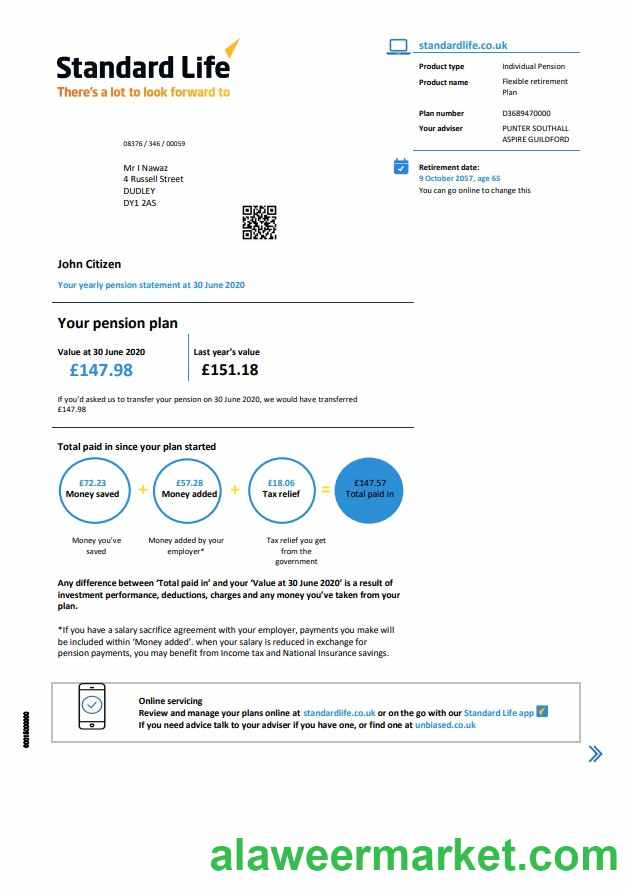 Standard Life
There's a lot to look forward to
standardlife.co.uk
Product type Individual Pension
Product name Flexible retirement
Plan
Plan number D3689470000
Your adviser PUNTER SOUTHALL
ASPIRE GUILDFORD
08376 / 346 / 00059
Retirement date:
9 October 2057, age 65
You can go online to change this
Mr I Nawaz
4 Russell Street
DUDLEY
DY1 2AS
John Citizen
Your yearly pension statement at 30 June 2020
Your pension plan
Value at 30 June 2020 Last year's value
£147.98 £151.18
If you'd asked us to transfer your pension on 30 June 2020, we would have transferred
£147.98
Total paid in since your plan started
£72.23 + £57.28 + £18.06 = £147.57
Money saved Money added Tax relief Total paid in
Money you've Money added by your Tax relief you get
saved employer* from the
government
Any difference between 'Total paid in' and your 'Value at 30 June 2020' is a result of
investment performance, deductions, charges and any money you've taken from your
plan.
*If you have a salary sacrifice agreement with your employer, payments you make will
be included within 'Money added'. when your salary is reduced in exchange for
pension payments, you may benefit from Income tax and National Insurance savings.
Online servicing
Review and manage your plans online at standardlife.co.uk or on the go with our Standard Life app
If you need advice talk to your adviser if you have one, or find one at unbiased.co.uk
alaweermarket.com